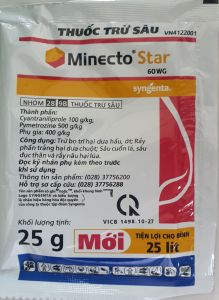 THUỐC TRỪ SÂU
VN4122001
Minecto® Star
60WG
syngenta
NHÓM 28 9B THUỐC TRỪ SÂU
Thành phần:
Cyantraniliprole 100 g/kg,
Pymetrozine 500 g/kg,
Phụ gia: 400 g/kg
Công dụng: Trừ bọ trĩ hại dưa hấu, ớt; Rầy
phấn trắng hại dưa chuột; Sâu cuốn lá, sâu
đục thân và rầy nâu hại lúa.
Đọc kỹ nhãn phụ kèm theo trước
khi sử dụng
Thông tin sản phẩm: (028) 37756200
Hỗ trợ sơ cấp cứu: (028) 37756288
Khối lượng tịnh:
25 g
VICB 1498.10-27
Mới
TIỆN LỢI CHO BÌNH
25 lít